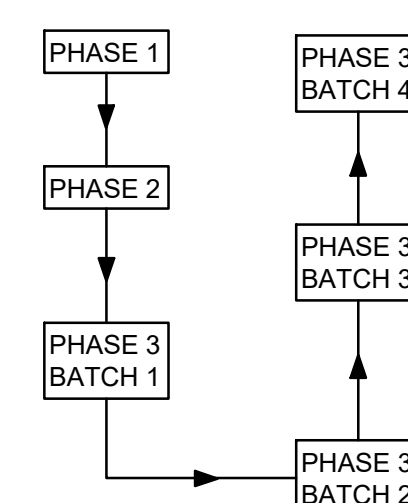 PHASE 1
PHASE 2
PHASE 3
BATCH 1
PHASE 3
BATCH 2
PHASE 3
BATCH 3
PHASE 3
BATCH 4